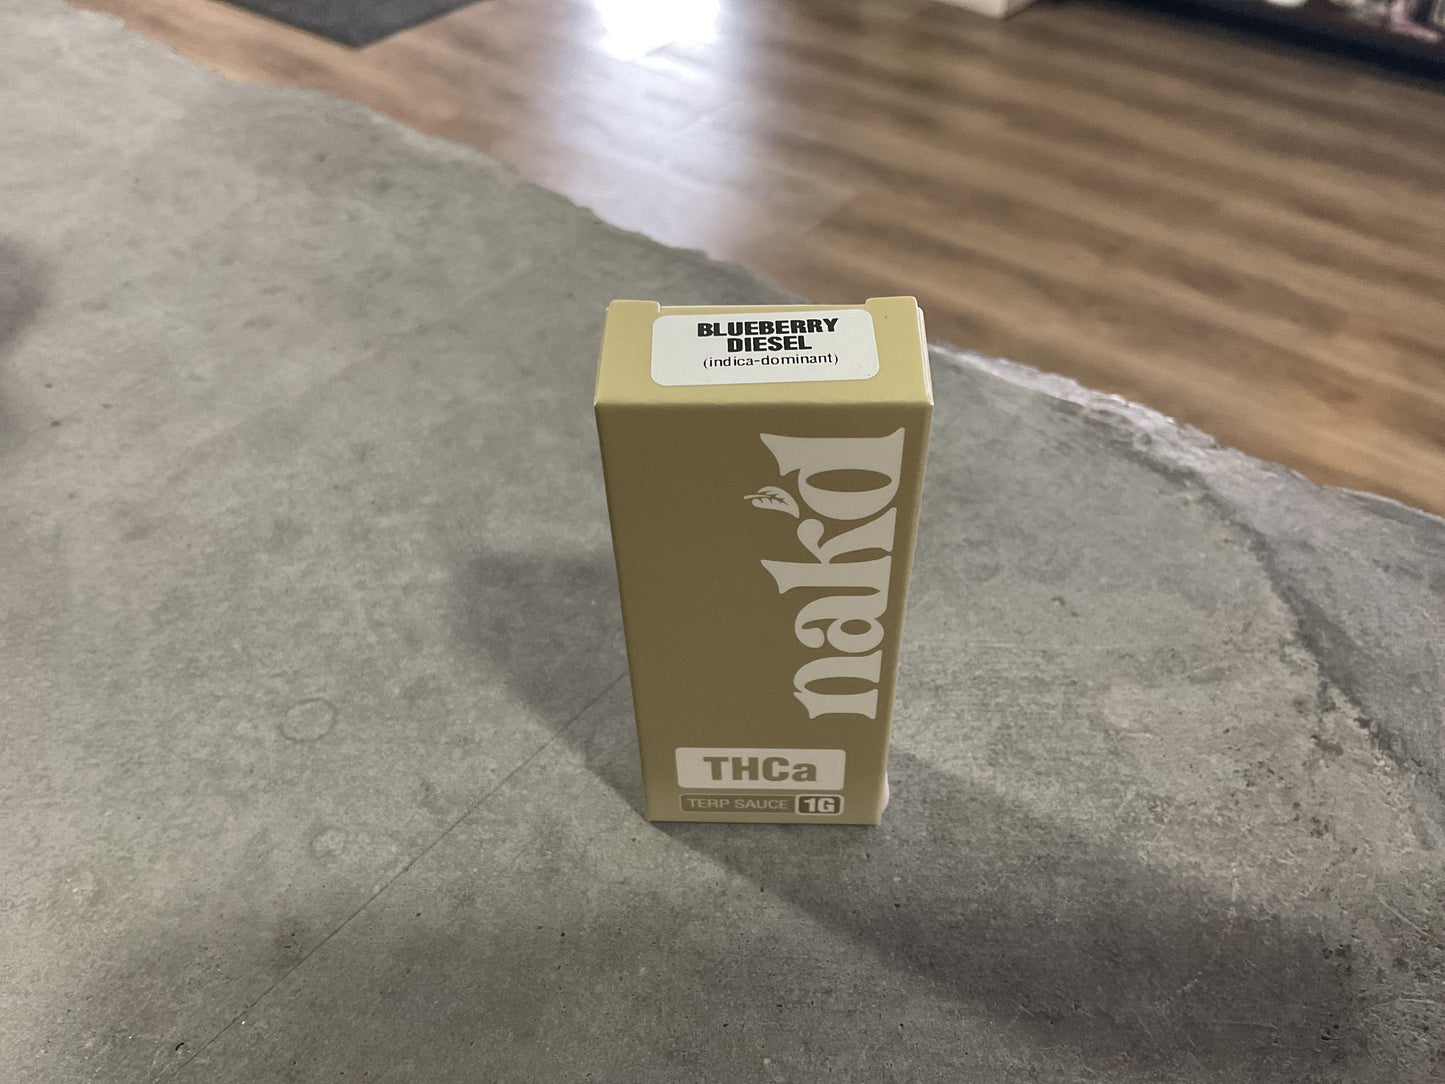 BLUEBERRY
DIESEL
(indica-dominant)
nak'd
THCa
TERP SAUCE 1G